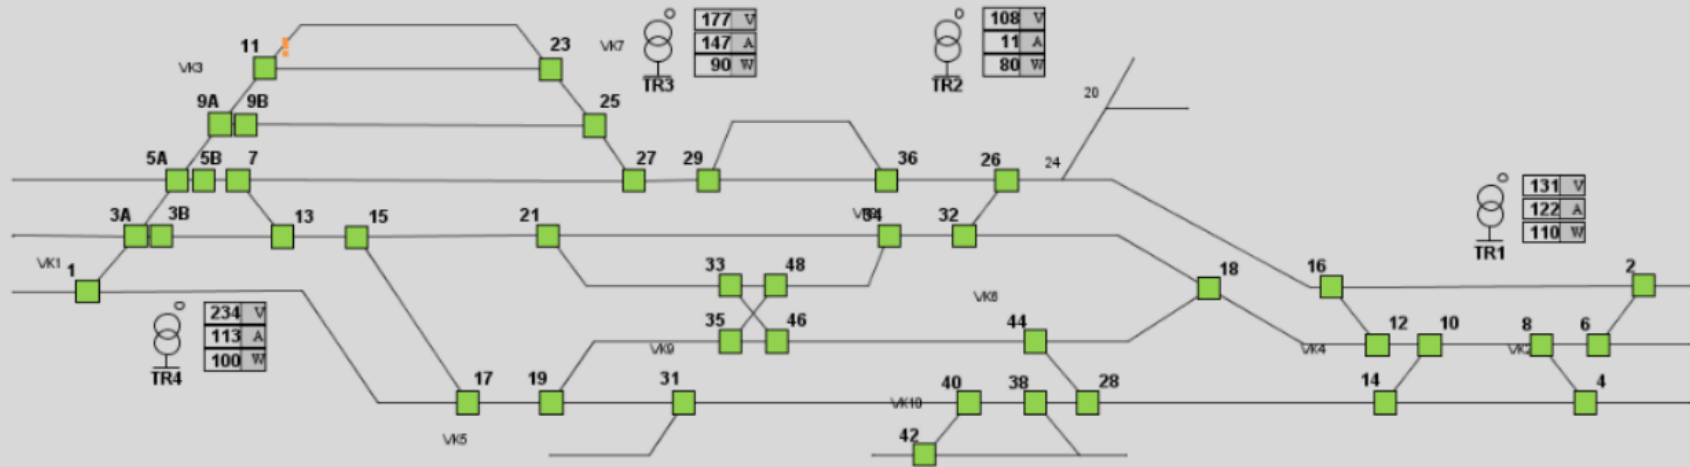 177 V
108 V
11
23
VK7
147 A
11 A
VK3
90 W
80 W
TR3
TR2
9A 9B
25
20
5A 5B 7
27 29
36
26
24
131 V
3A 3B
13
15
21
34
32
122 A
110 W
TR1
VK1 1
33 48
18
16
2
234 V
VK8
113 A
35 46
44
12 10
8 6
100 W
VK9
VK4
TR4
17 19
31
40 38 28
14
4
VK10
VK5
42